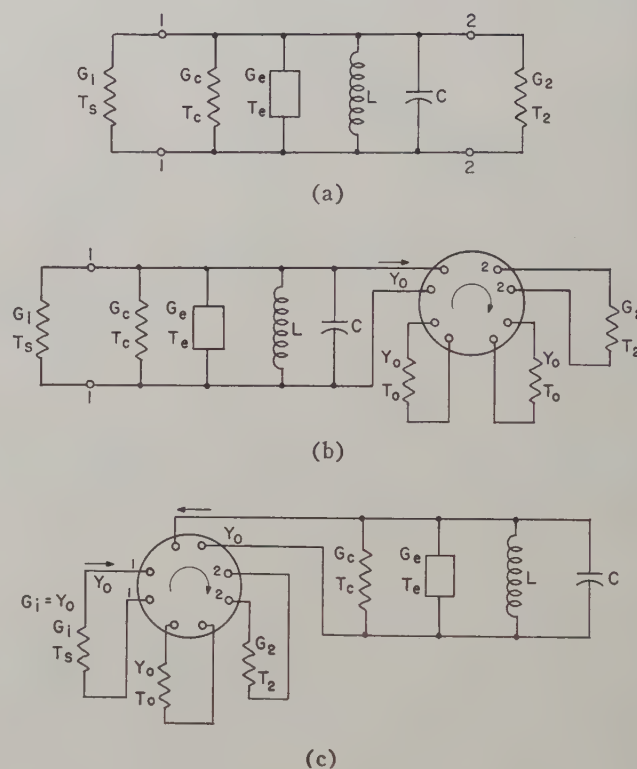 1 2
Gi Gc Ge L C G2
Ts Tc Te T2
1 2
(a)
1 Y0 2
Gi Gc Ge L C 2 G2
Ts Tc Te T2
Y0 Y0
T0 T0
1
(b)
Y0 Gc Ge L C
Tc Te
1 Y0 2
1 2
Gi = Y0
Gi Y0 G2
Ts T0 T2
(c)